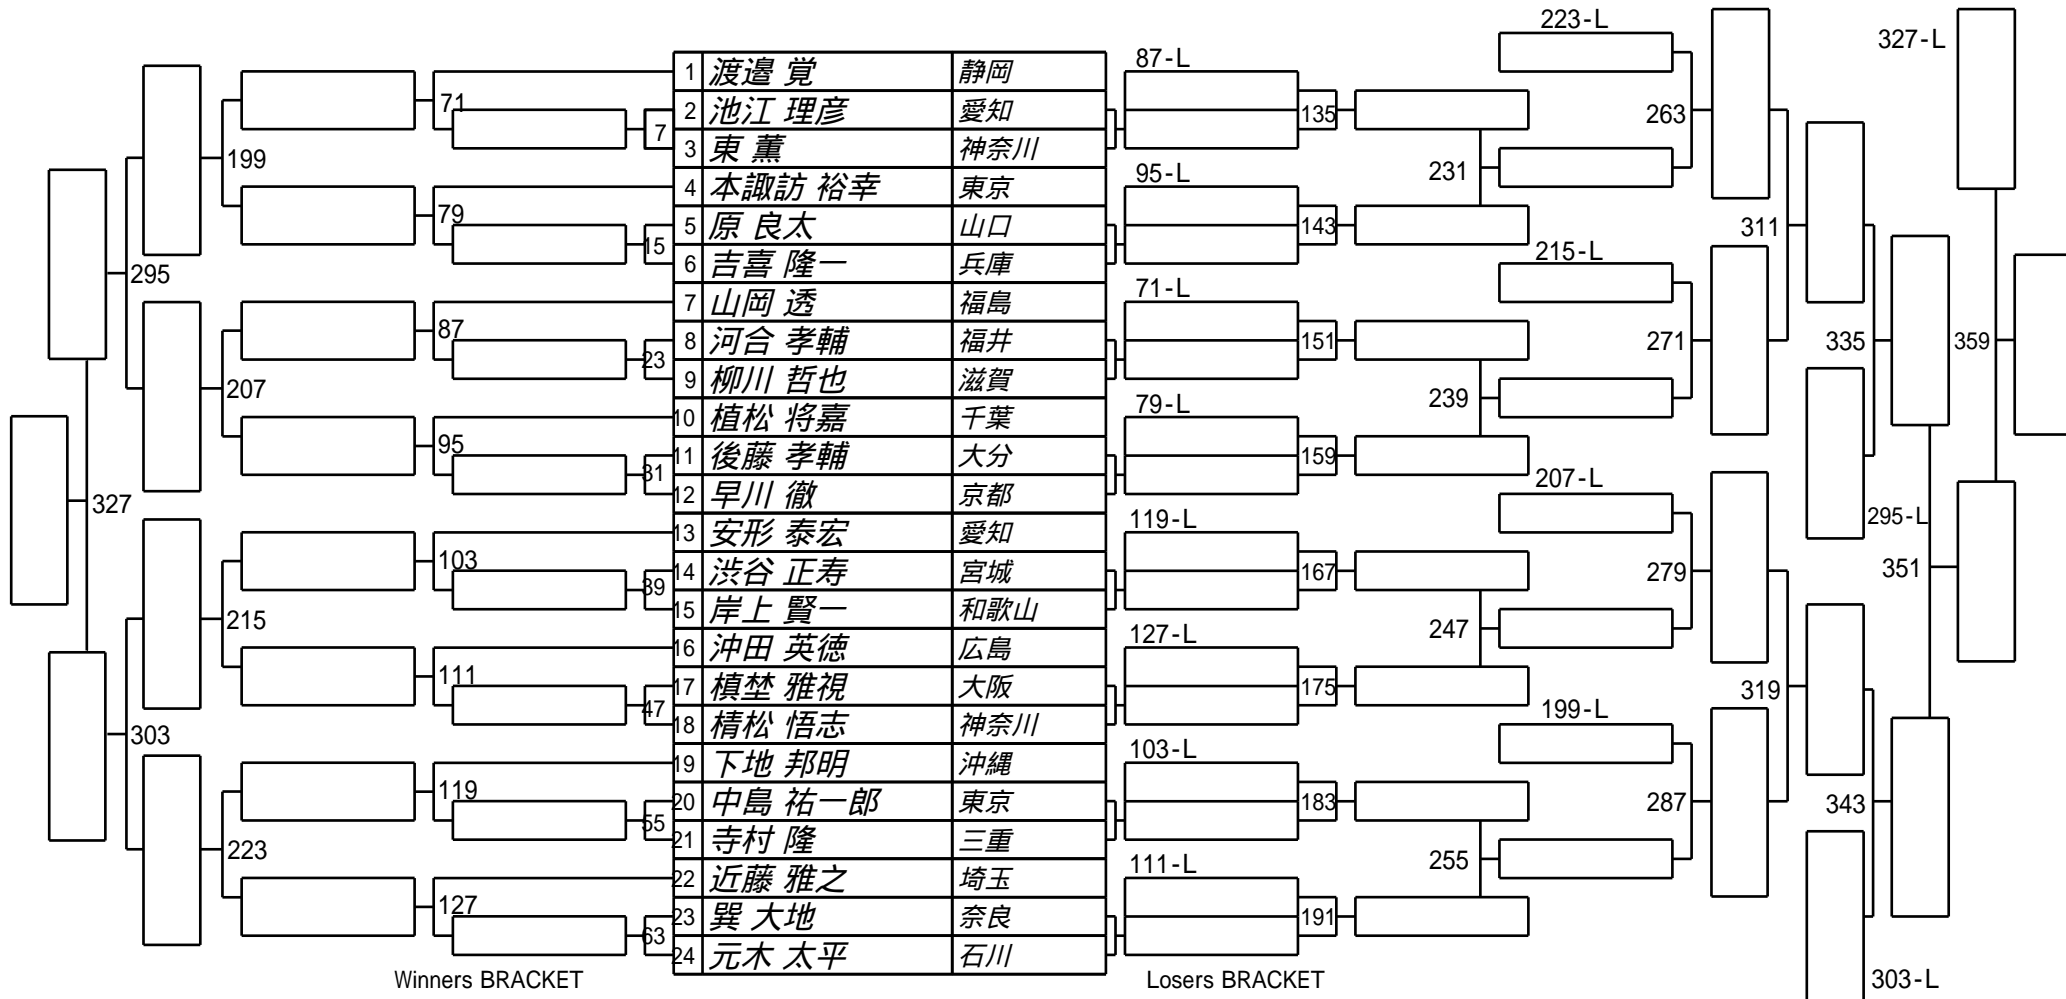 223-L
327-L
87-L
1 渡邉 覚 静岡
71
2 池江 理彦 愛知
135
263
7
3 東 薫 神奈川
199
95-L
231
4 本諏訪 裕幸 東京
79
5 原 良太 山口
143
311
15
6 吉喜 隆一 兵庫
215-L
295
71-L
7 山岡 透 福島
87
8 河合 孝輔 福井
151
271
335
359
23
9 柳川 哲也 滋賀
207
79-L
239
10 植松 将嘉 千葉
95
11 後藤 孝輔 大分
159
31
12 早川 徹 京都
207-L
327
119-L
295-L
13 安形 泰宏 愛知
103
14 渋谷 正寿 宮城
167
279
351
39
15 岸上 賢一 和歌山
215
127-L
247
16 沖田 英徳 広島
111
17 槙埜 雅視 大阪
175
319
47
18 棈松 悟志 神奈川
199-L
303
103-L
19 下地 邦明 沖縄
119
20 中島 祐一郎 東京
183
287
343
55
21 寺村 隆 三重
223
111-L
255
22 近藤 雅之 埼玉
127
23 巽 大地 奈良
191
63
24 元木 太平 石川
Winners BRACKET
Losers BRACKET
303-L